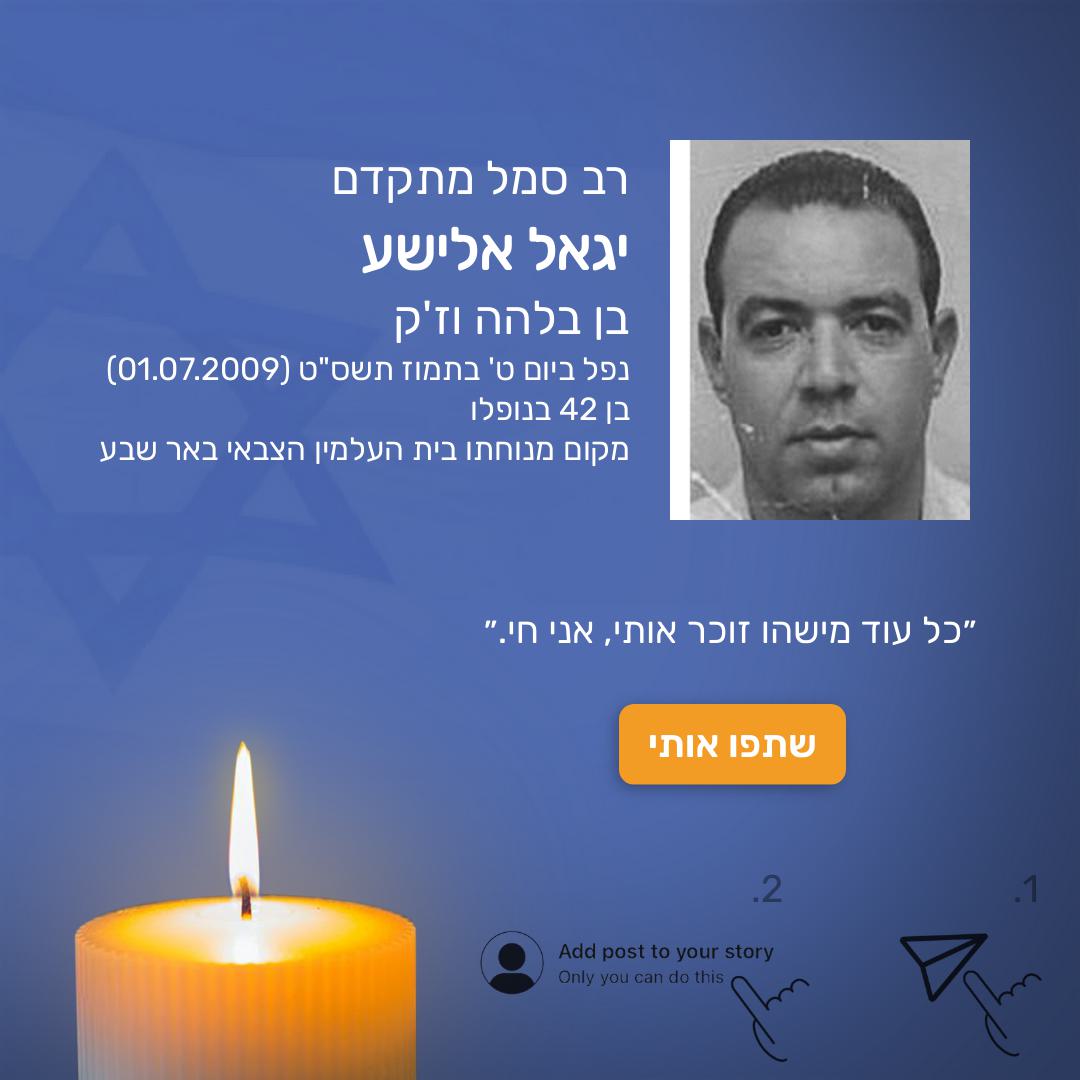 רב סמל מתקדם
יגאל אלישע
בן בלהה וז'ק
נפל ביום ט' בתמוז תשס"ט (01.07.2009)
בן 42 בנופלו
מקום מנוחתו בית העלמין הצבאי באר שבע
״כל עוד מישהו זוכר אותי, אני חי.״
שתפו אותי
.1
.2
Add post to your story
Only you can do this